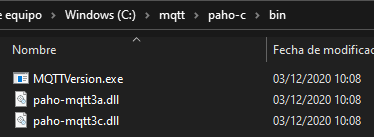 e equipo > Windows (C:) > mqtt > paho-c > bin
Nombre Fecha de modificac
MQTTVersion.exe 03/12/2020 10:08
paho-mqtt3a.dll 03/12/2020 10:08
paho-mqtt3c.dll 03/12/2020 10:08